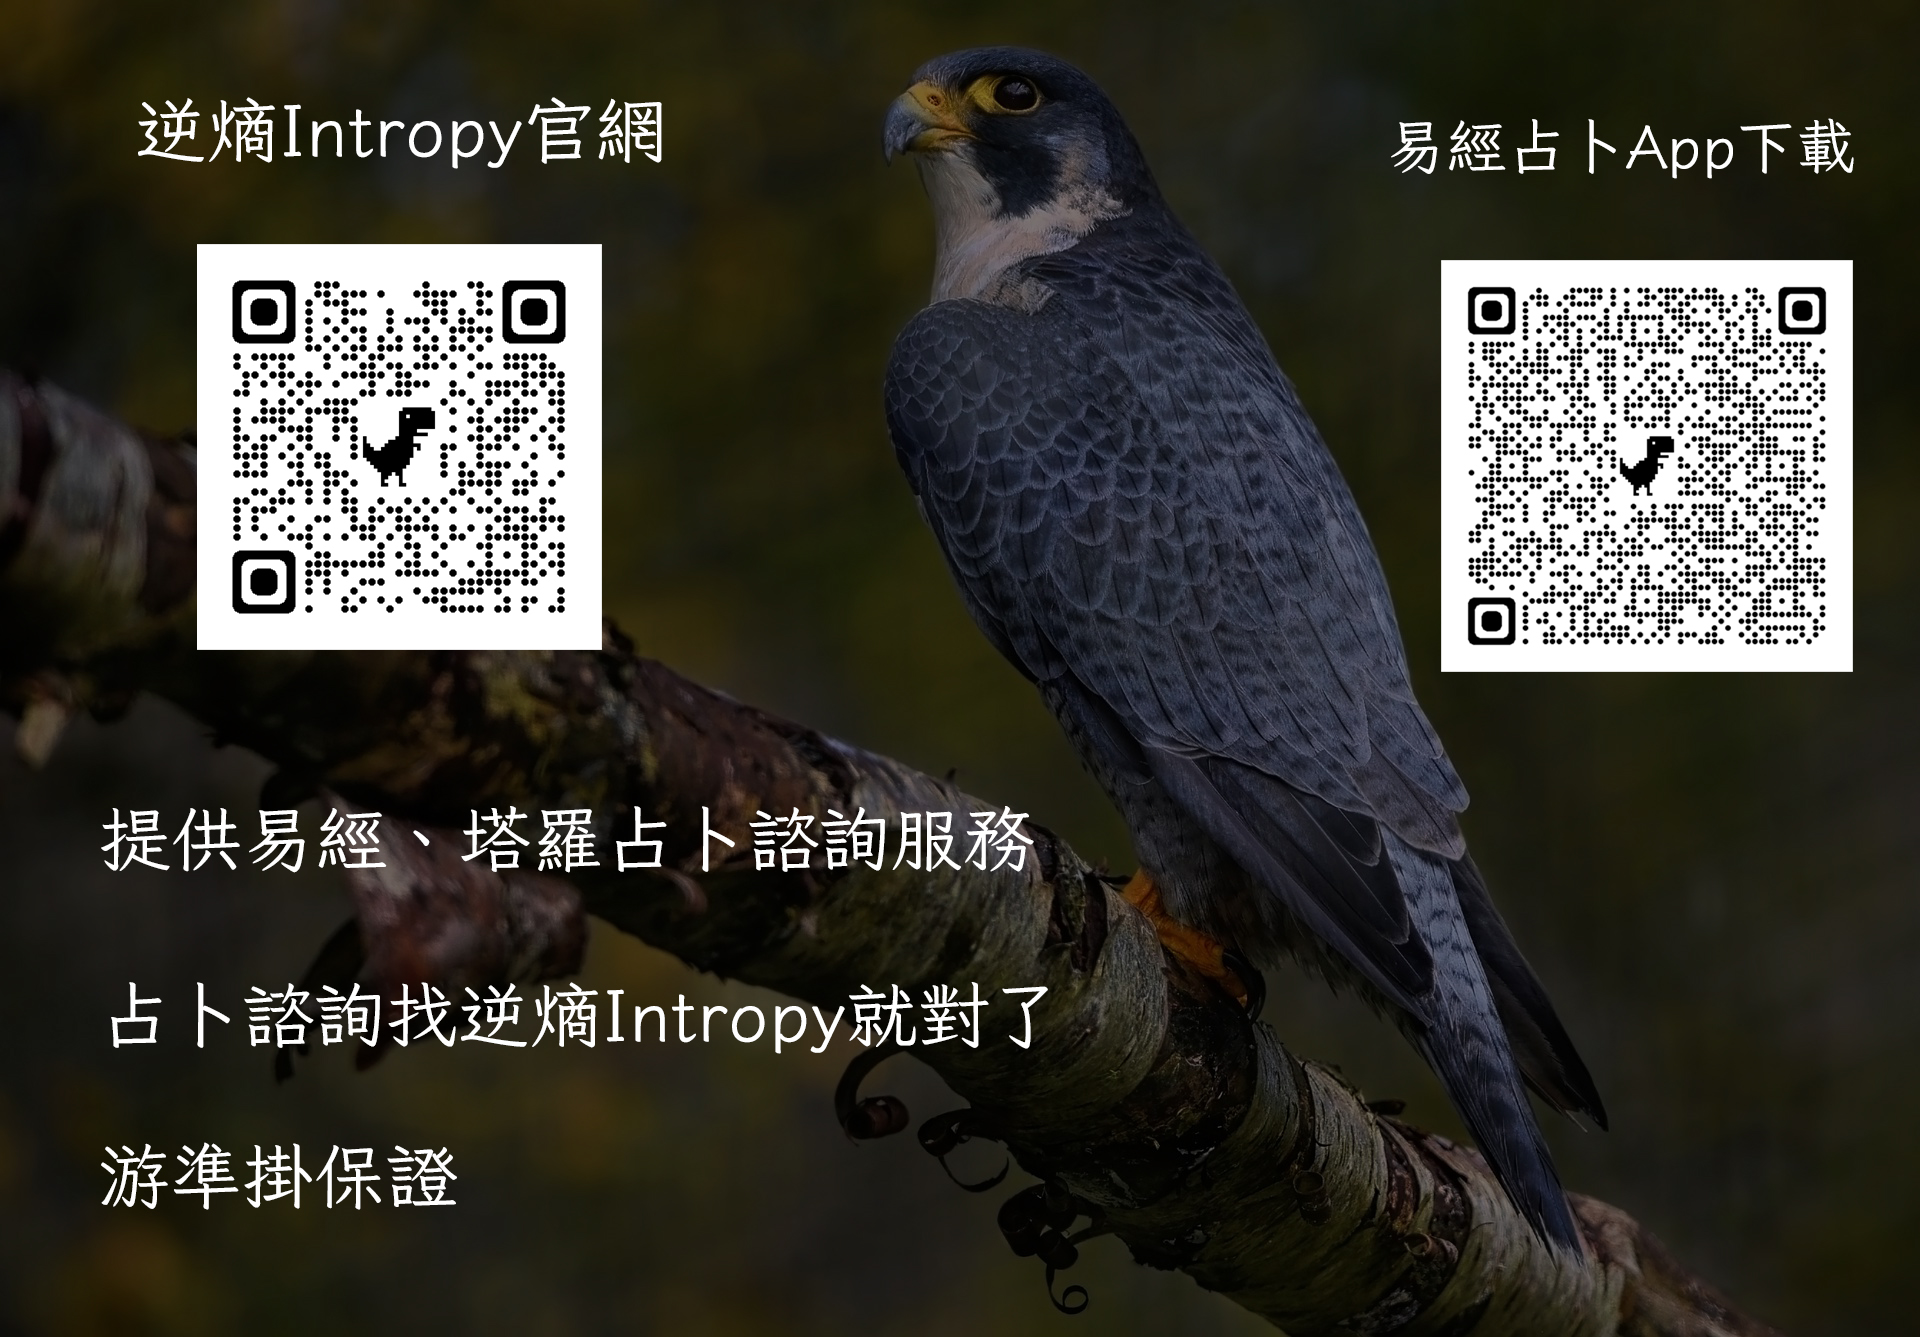 逆熵Intropy官網
易經占卜App下載
提供易經、塔羅占卜諮詢服務
占卜諮詢找逆熵Intropy就對了
游準掛保證